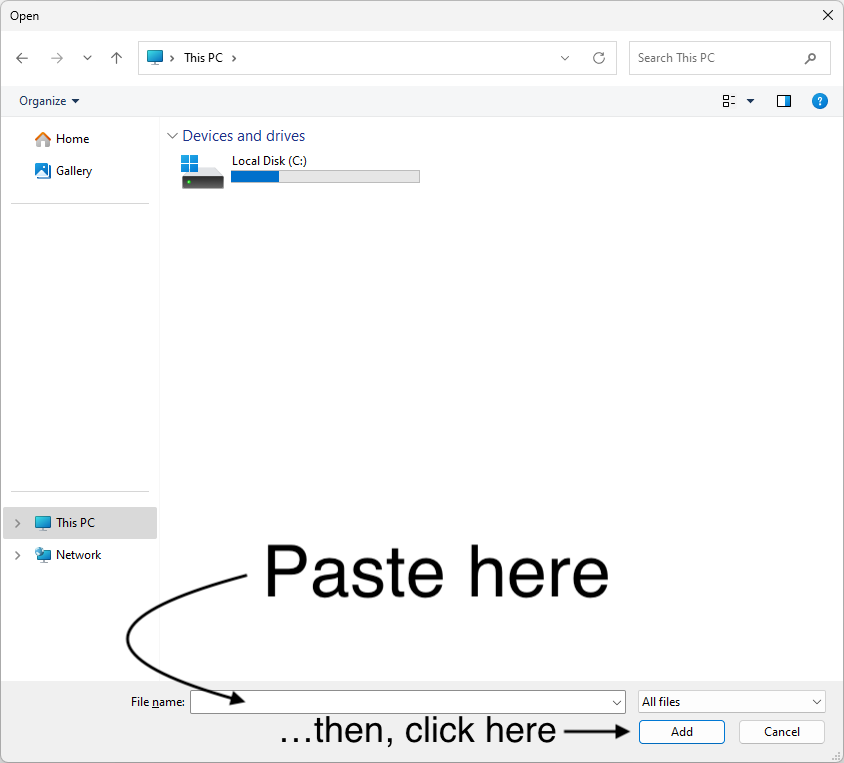 Open
This PC
Search This PC
Organize
?
Home
Gallery
Devices and drives
Local Disk (C:)
This PC
Network
Paste here
File name:
All files
…then, click here
Add
Cancel